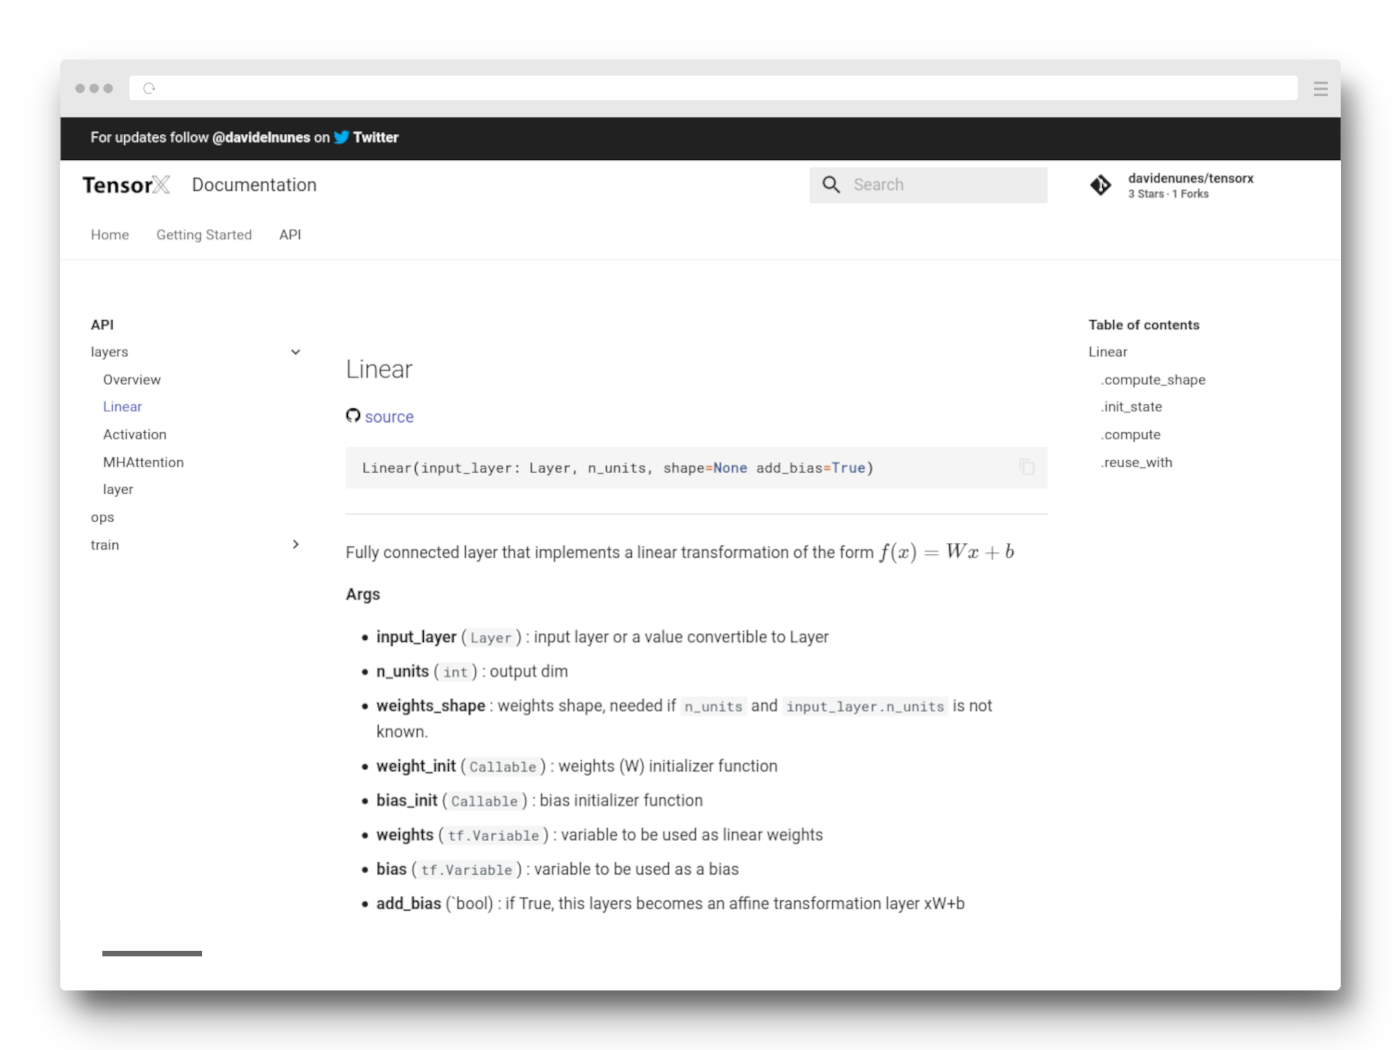 For updates follow @davidelnunes on Twitter
TensorX Documentation
Search
davidenunes/tensorx
3 Stars · 1 Forks
Home Getting Started API
API
layers
Overview
Linear
Activation
MHAttention
layer
ops
train
Linear
source
Linear(input_layer: Layer, n_units, shape=None add_bias=True)
Fully connected layer that implements a linear transformation of the form f(x) = Wx + b
Args
• input_layer ( Layer ) : input layer or a value convertible to Layer
• n_units ( int ) : output dim
• weights_shape : weights shape, needed if n_units and input_layer.n_units is not
known.
• weight_init ( Callable ) : weights (W) initializer function
• bias_init ( Callable ) : bias initializer function
• weights ( tf.Variable ) : variable to be used as linear weights
• bias ( tf.Variable ) : variable to be used as a bias
• add_bias (`bool) : if True, this layers becomes an affine transformation layer xW+b
Table of contents
Linear
.compute_shape
.init_state
.compute
.reuse_with